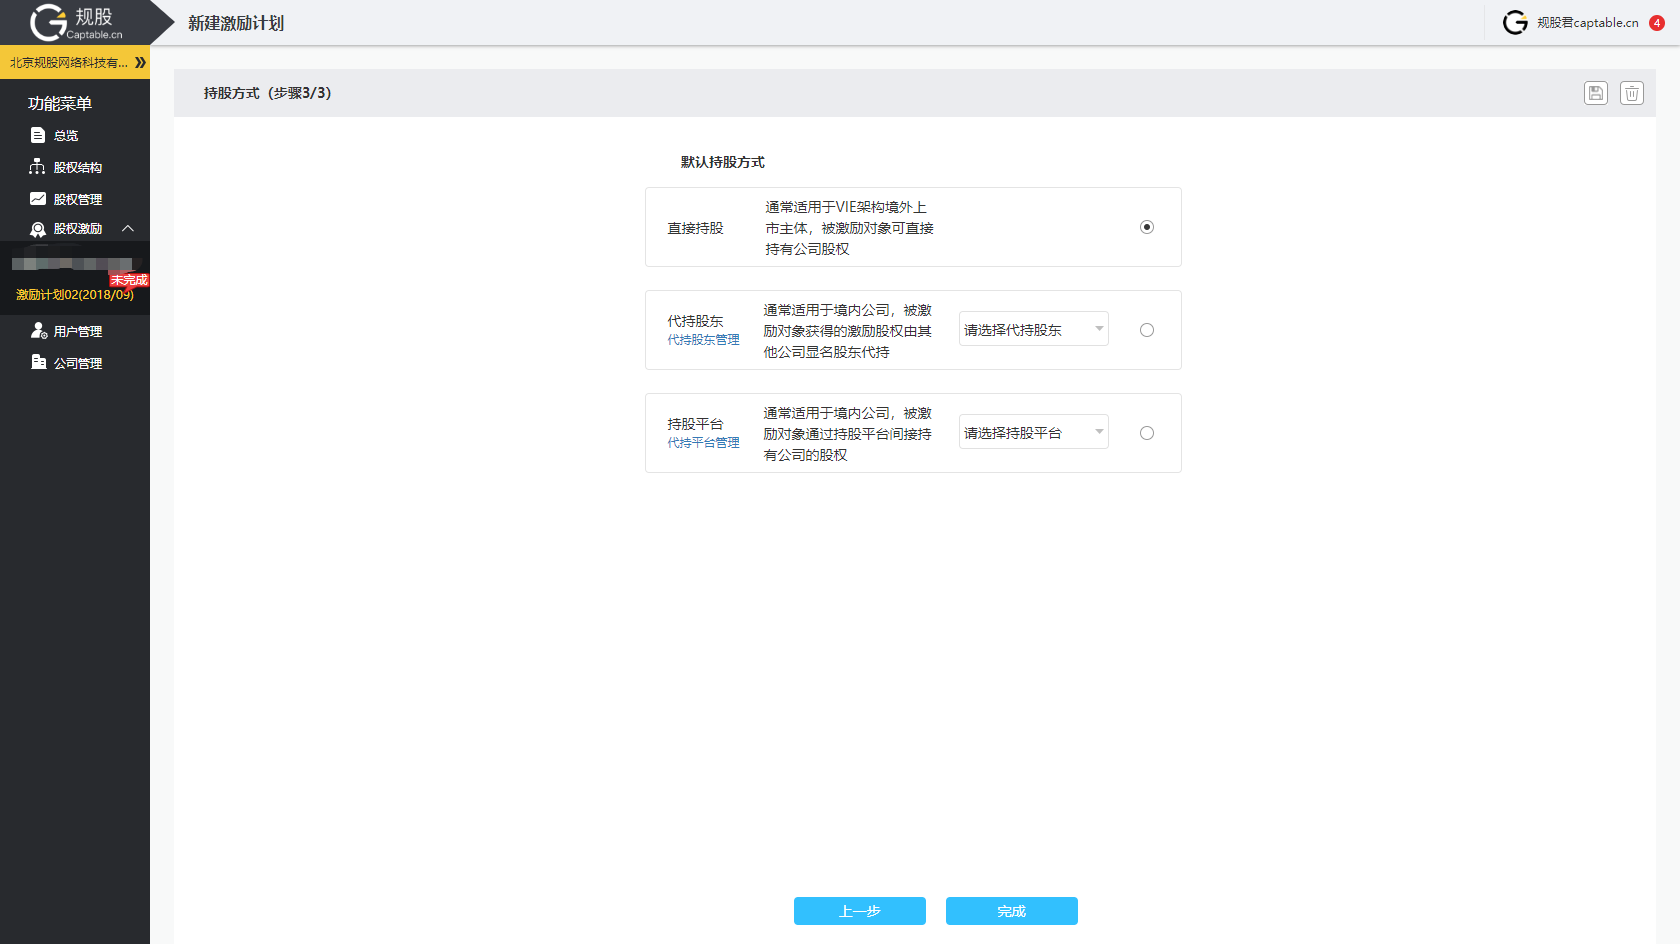 规股
Captable.cn
新建激励计划
规股君captable.cn
4
北京规股网络科技有...
功能菜单
总览
股权结构
股权管理
股权激励
未完成
激励计划02(2018/09)
用户管理
公司管理
持股方式（步骤3/3）
默认持股方式
直接持股
通常适用于VIE架构境外上
市主体，被激励对象可直接
持有公司股权
代持股东
代持股东管理
通常适用于境内公司，被激
励对象获得的激励股权由其
他公司显名股东代持
请选择代持股东
持股平台
代持平台管理
通常适用于境内公司，被激
励对象通过持股平台间接持
有公司的股权
请选择持股平台
上一步
完成